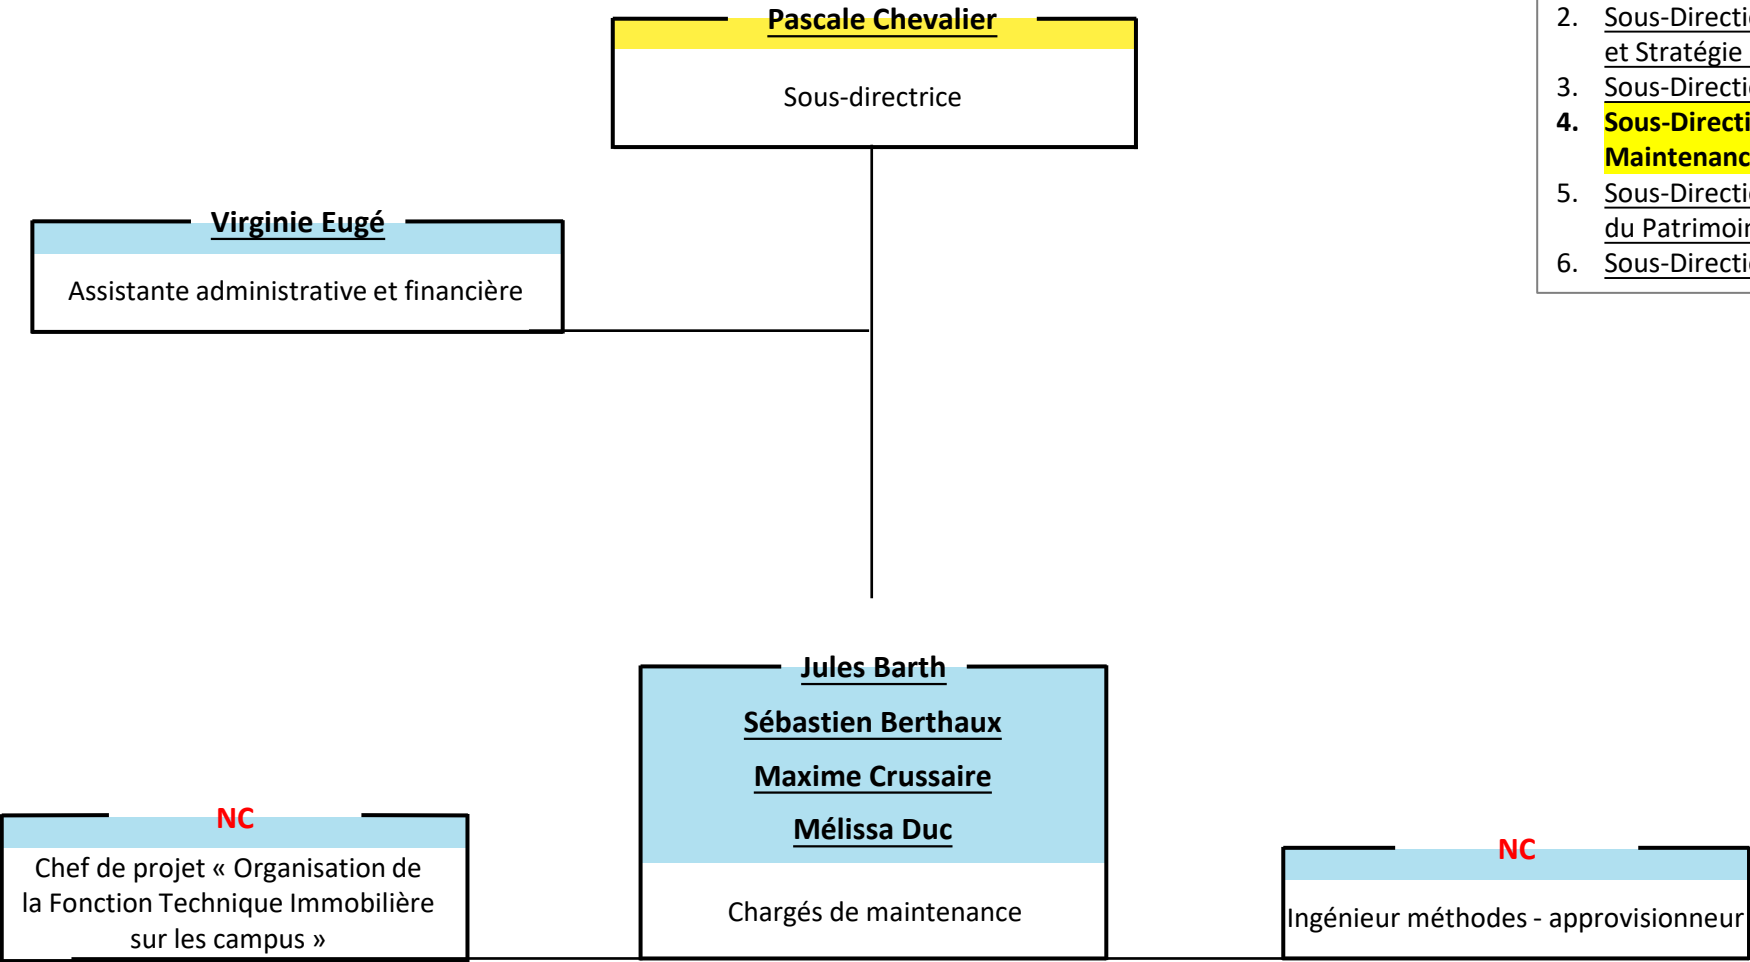 Pascale Chevalier
Sous-directrice
2. 
et Stratégie
3. 
4. 
5. 
6. 
Virginie Eugé
Assistante administrative et financière
Jules Barth
Sébastien Berthaux
Maxime Crussaire
Mélissa Duc
Chargés de maintenance
NC
Chef de projet « Organisation de
la Fonction Technique Immobilière
sur les campus »
NC
Ingénieur méthodes - approvisionneur